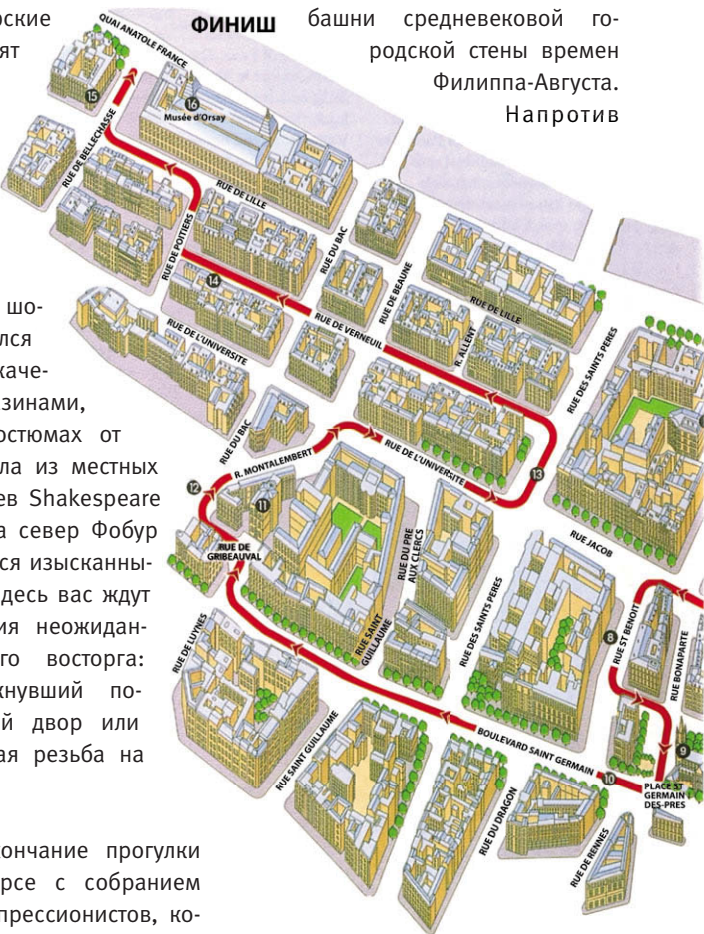 рские
ят
шо-
лся
каче-
зинами,
остюмах от
ла из местных
ев Shakespeare
а север Фобур
ся изысканны-
десь вас ждут
ия неожидан-
го восторга:
хнувший по-
й двор или
ая резьба на
кончание прогулки
рсе с собранием
прессионистов, ко-
ФИНИШ
башни средневековой го-
родской стены времен
Филиппа-Августа.
Напротив
QUAI ANATOLE FRANCE
15
16
Musée d'Orsay
RUE DE BELLECHASSE
RUE DE LILLE
RUE DE POITIERS
RUE DU BAC
RUE DE BEAUNE
14
RUE DE LILLE
RUE DE VERNEUIL
RUE DE L'UNIVERSITE
R. ALLENT
RUE DES SAINTS PERES
RUE DU BAC
R. MONTALEMBERT
RUE DE L'UNIVERSITE
13
12
11
RUE DE
GRIBEAUVAL
RUE DU PRE
AUX CLERCS
RUE JACOB
RUE DE LUYNES
RUE SAINT
GUILLAUME
RUE DES SAINTS PERES
8
RUE ST BENOIT
RUE BONAPARTE
9
BOULEVARD SAINT GERMAIN
10
PLACE ST
GERMAIN
DES-PRES
RUE SAINT GUILLAUME
RUE DU DRAGON
RUE DE RENNES